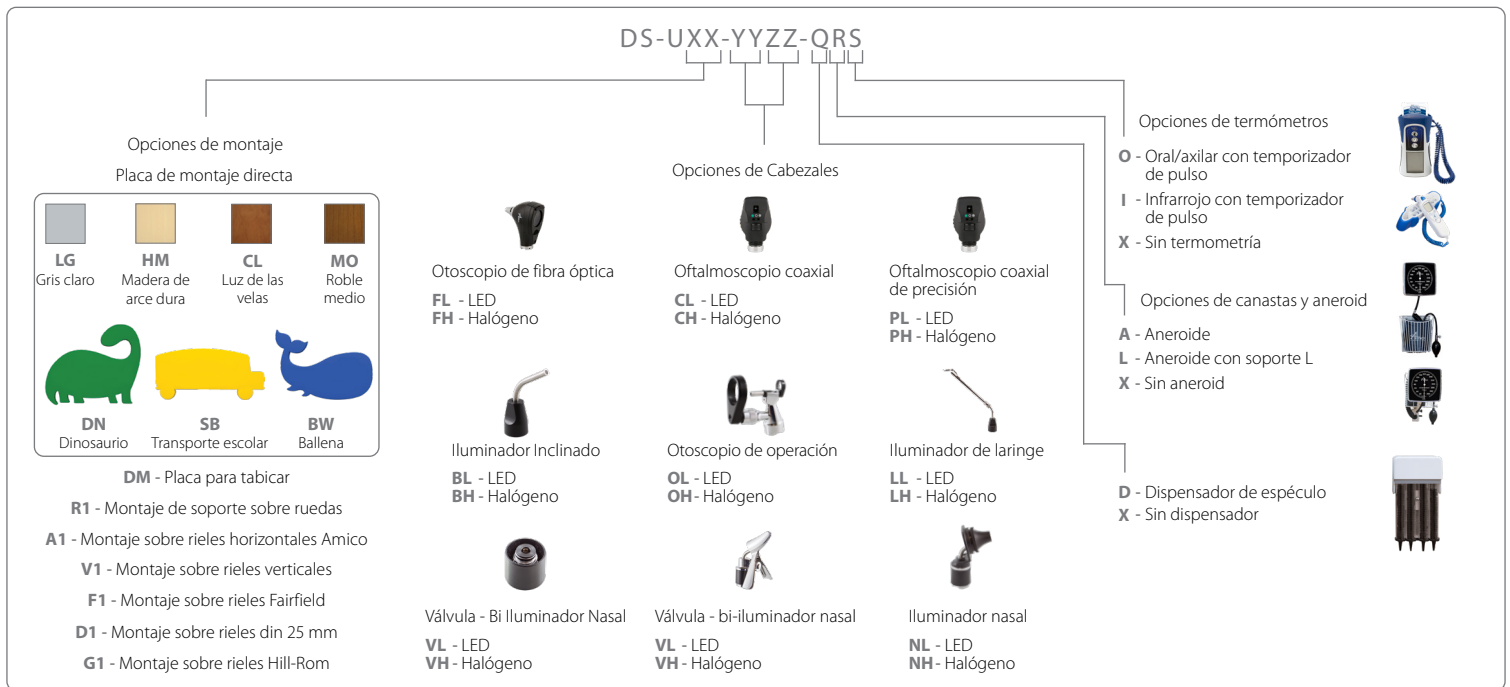 DS-UXX-YYZZ-QRS
Opciones de montaje
Placa de montaje directa
LG
Gris claro
HM
Madera de
arce dura
CL
Luz de las
velas
MO
Roble
medio
DN
Dinosaurio
SB
Transporte escolar
BW
Ballena
DM - Placa para tabicar
R1 - Montaje de soporte sobre ruedas
A1 - Montaje sobre rieles horizontales Amico
V1 - Montaje sobre rieles verticales
F1 - Montaje sobre rieles Fairfield
D1 - Montaje sobre rieles din 25 mm
G1 - Montaje sobre rieles Hill-Rom
Opciones de Cabezales
Otoscopio de fibra óptica
FL - LED
FH - Halógeno
Oftalmoscopio coaxial
CL - LED
CH - Halógeno
Oftalmoscopio coaxial
de precisión
PL - LED
PH - Halógeno
Iluminador Inclinado
BL - LED
BH - Halógeno
Otoscopio de operación
OL - LED
OH - Halógeno
Iluminador de laringe
LL - LED
LH - Halógeno
Válvula - Bi Iluminador Nasal
VL - LED
VH - Halógeno
Válvula - bi-iluminador nasal
VL - LED
VH - Halógeno
Iluminador nasal
NL - LED
NH - Halógeno
Opciones de termómetros
O - Oral/axilar con temporizador
de pulso
I - Infrarrojo con temporizador
de pulso
X - Sin termometría
Opciones de canastas y aneroid
A - Aneroide
L - Aneroide con soporte L
X - Sin aneroid
D - Dispensador de espéculo
X - Sin dispensador